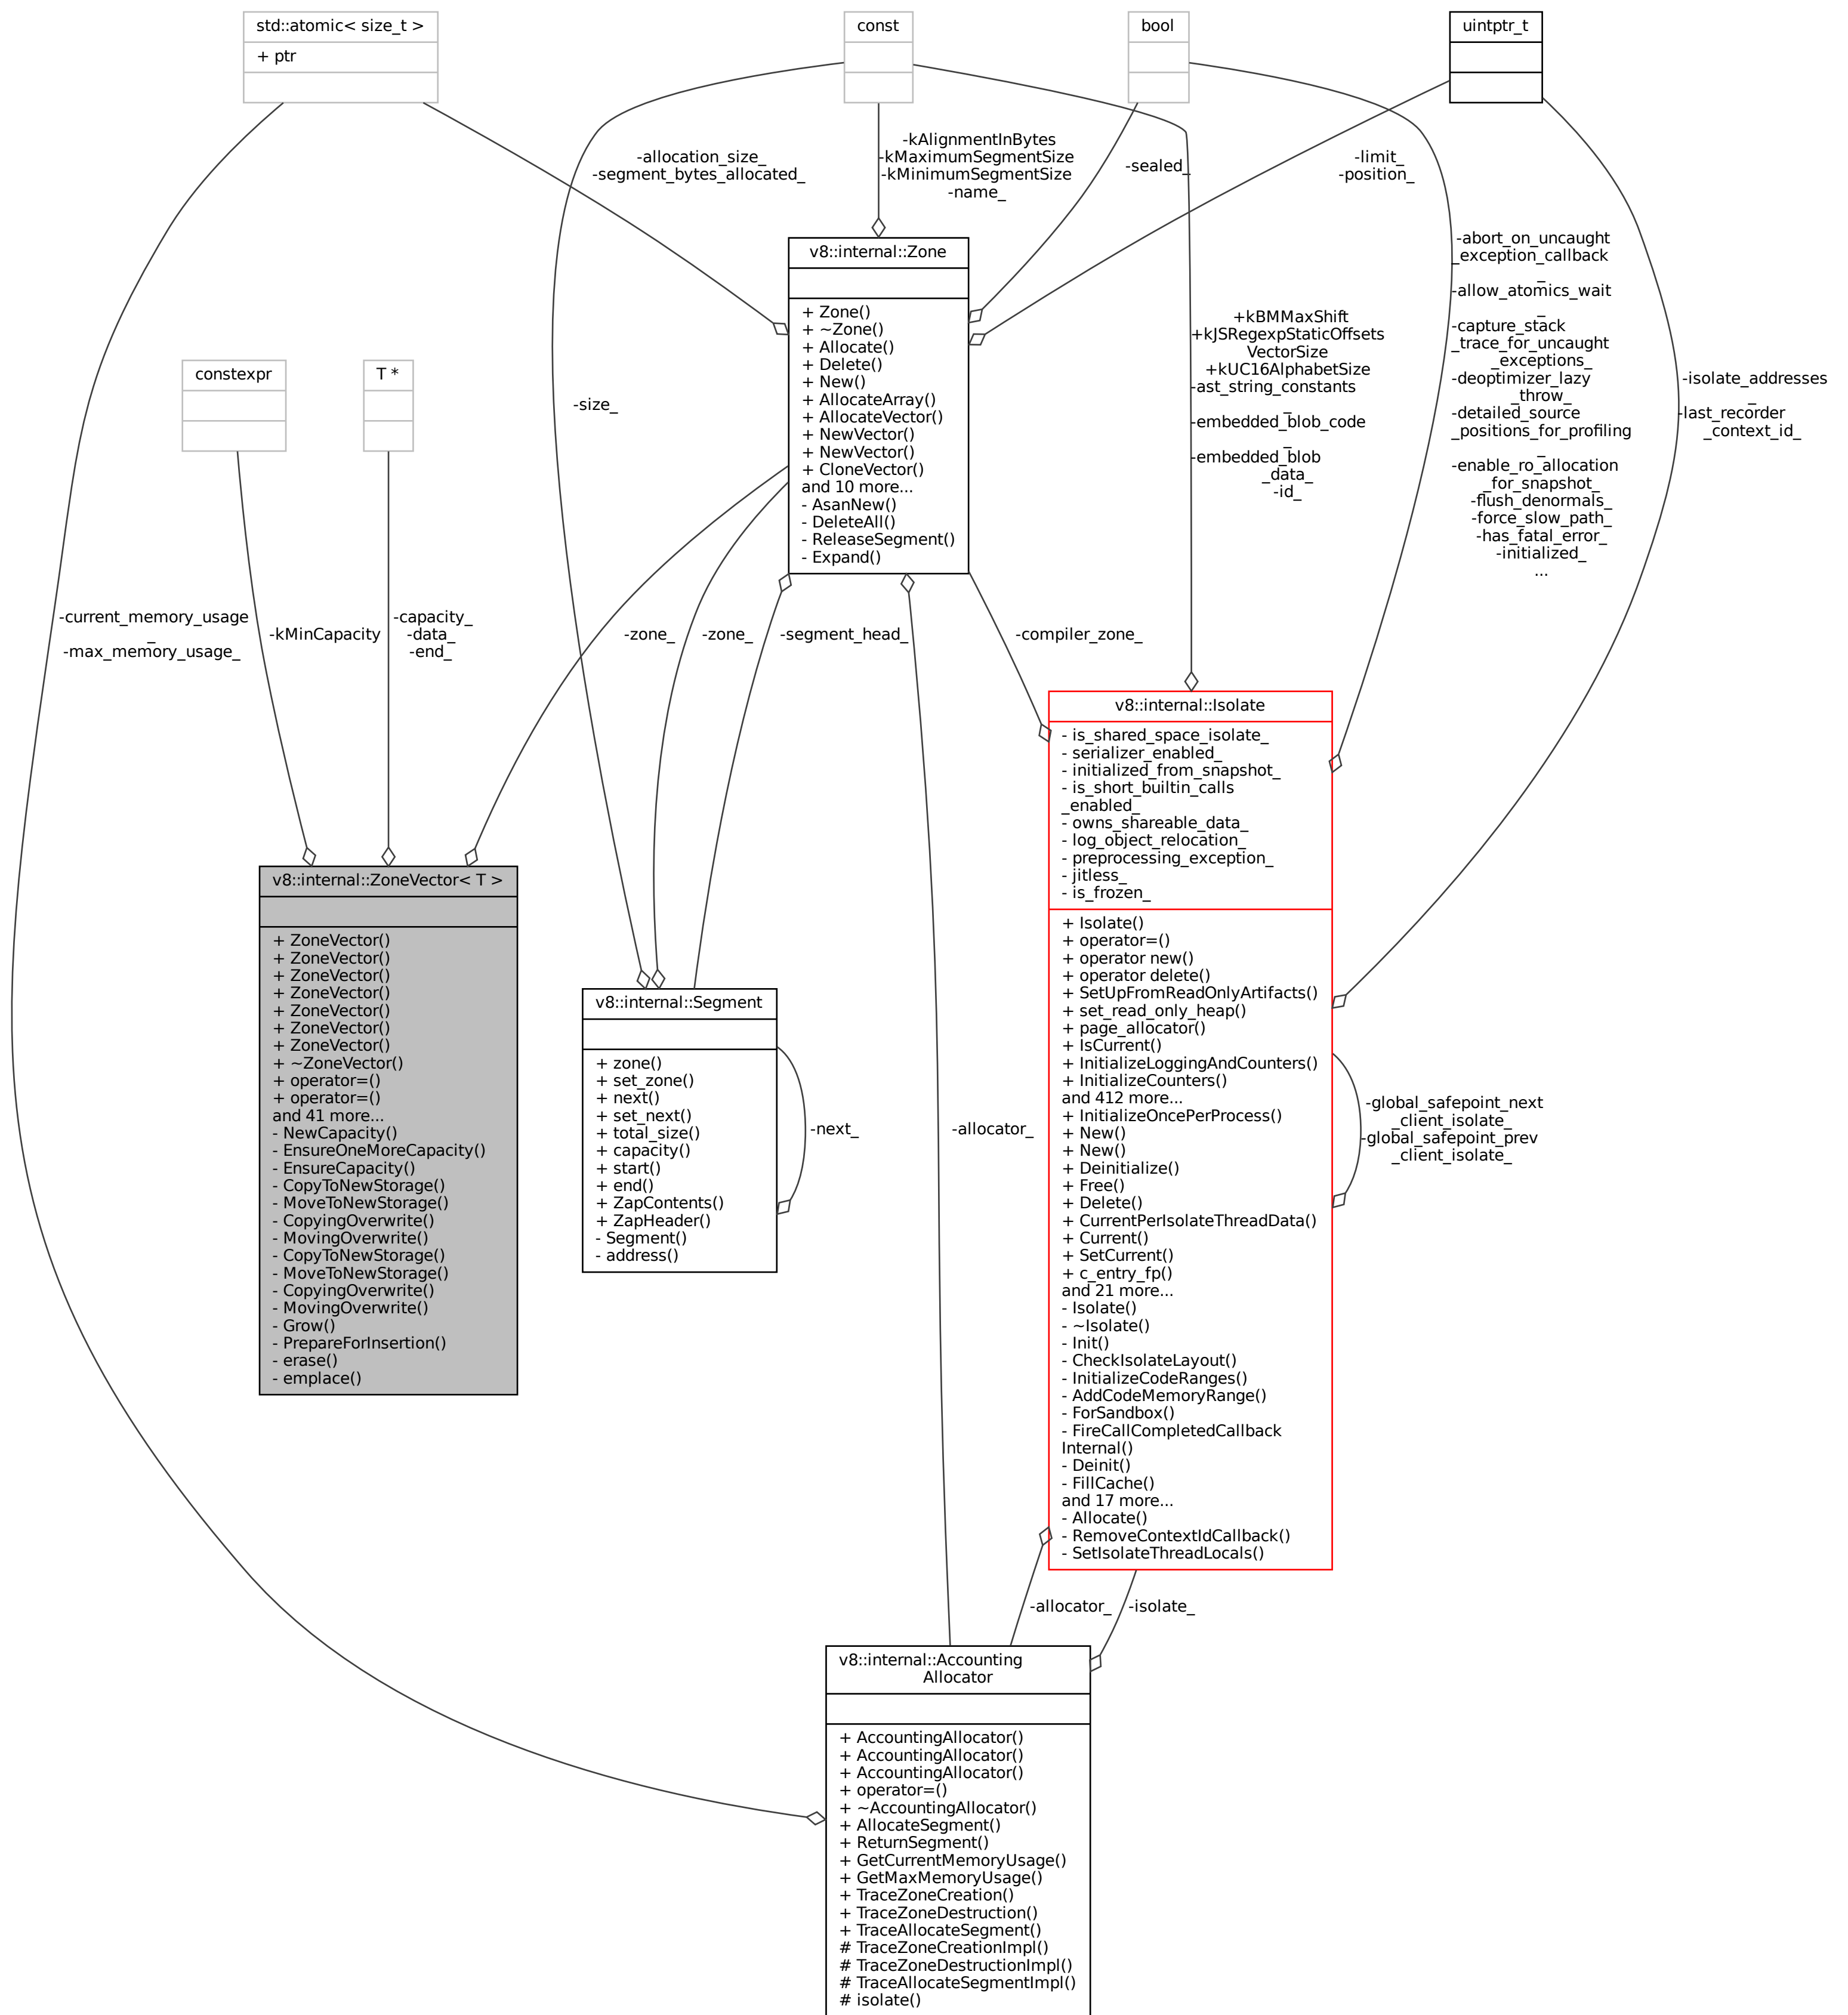 std::atomic< size_t >
+ ptr
const
bool
uintptr_t
-allocation_size_
-segment_bytes_allocated_
-kAlignmentInBytes
-kMaximumSegmentSize
-kMinimumSegmentSize
-name_
-sealed_
-limit_
-position_
v8::internal::Zone
+ Zone()
+ ~Zone()
+ Allocate()
+ Delete()
+ New()
+ AllocateArray()
+ AllocateVector()
+ NewVector()
+ NewVector()
+ CloneVector()
and 10 more...
- AsanNew()
- DeleteAll()
- ReleaseSegment()
- Expand()
constexpr
T *
-size_
+kBMMaxShift
+kJSRegexpStaticOffsets
VectorSize
+kUC16AlphabetSize
-ast_string_constants
_
-embedded_blob_code
_
-embedded_blob
_data_
-id_
-abort_on_uncaught
_exception_callback
_
-allow_atomics_wait
_
-capture_stack
_trace_for_uncaught
_exceptions_
-deoptimizer_lazy
_throw_
-detailed_source
_positions_for_profiling
_
-enable_ro_allocation
_for_snapshot_
-flush_denormals_
-force_slow_path_
-has_fatal_error_
-initialized_
...
-isolate_addresses
_
-last_recorder
_context_id_
-current_memory_usage
_
-max_memory_usage_
-kMinCapacity
-capacity_
-data_
-end_
-zone_
-zone_
-segment_head_
-compiler_zone_
v8::internal::Isolate
- is_shared_space_isolate_
- serializer_enabled_
- initialized_from_snapshot_
- is_short_builtin_calls
_enabled_
- owns_shareable_data_
- log_object_relocation_
- preprocessing_exception_
- jitless_
- is_frozen_
+ Isolate()
+ operator=()
+ operator new()
+ operator delete()
+ SetUpFromReadOnlyArtifacts()
+ set_read_only_heap()
+ page_allocator()
+ IsCurrent()
+ InitializeLoggingAndCounters()
+ InitializeCounters()
and 412 more...
+ InitializeOncePerProcess()
+ New()
+ New()
+ Deinitialize()
+ Free()
+ Delete()
+ CurrentPerIsolateThreadData()
+ Current()
+ SetCurrent()
+ c_entry_fp()
and 21 more...
- Isolate()
- ~Isolate()
- Init()
- CheckIsolateLayout()
- InitializeCodeRanges()
- AddCodeMemoryRange()
- ForSandbox()
- FireCallCompletedCallback
Internal()
- Deinit()
- FillCache()
and 17 more...
- Allocate()
- RemoveContextIdCallback()
- SetIsolateThreadLocals()
v8::internal::ZoneVector< T >
+ ZoneVector()
+ ZoneVector()
+ ZoneVector()
+ ZoneVector()
+ ZoneVector()
+ ZoneVector()
+ ZoneVector()
+ ~ZoneVector()
+ operator=()
+ operator=()
and 41 more...
- NewCapacity()
- EnsureOneMoreCapacity()
- EnsureCapacity()
- CopyToNewStorage()
- MoveToNewStorage()
- CopyingOverwrite()
- MovingOverwrite()
- CopyToNewStorage()
- MoveToNewStorage()
- CopyingOverwrite()
- MovingOverwrite()
- Grow()
- PrepareForInsertion()
- erase()
- emplace()
v8::internal::Segment
+ zone()
+ set_zone()
+ next()
+ set_next()
+ total_size()
+ capacity()
+ start()
+ end()
+ ZapContents()
+ ZapHeader()
- Segment()
- address()
-next_
-allocator_
-global_safepoint_next
_client_isolate_
-global_safepoint_prev
_client_isolate_
-allocator_
-isolate_
v8::internal::Accounting
Allocator
+ AccountingAllocator()
+ AccountingAllocator()
+ AccountingAllocator()
+ operator=()
+ ~AccountingAllocator()
+ AllocateSegment()
+ ReturnSegment()
+ GetCurrentMemoryUsage()
+ GetMaxMemoryUsage()
+ TraceZoneCreation()
+ TraceZoneDestruction()
+ TraceAllocateSegment()
# TraceZoneCreationImpl()
# TraceZoneDestructionImpl()
# TraceAllocateSegmentImpl()
# isolate()